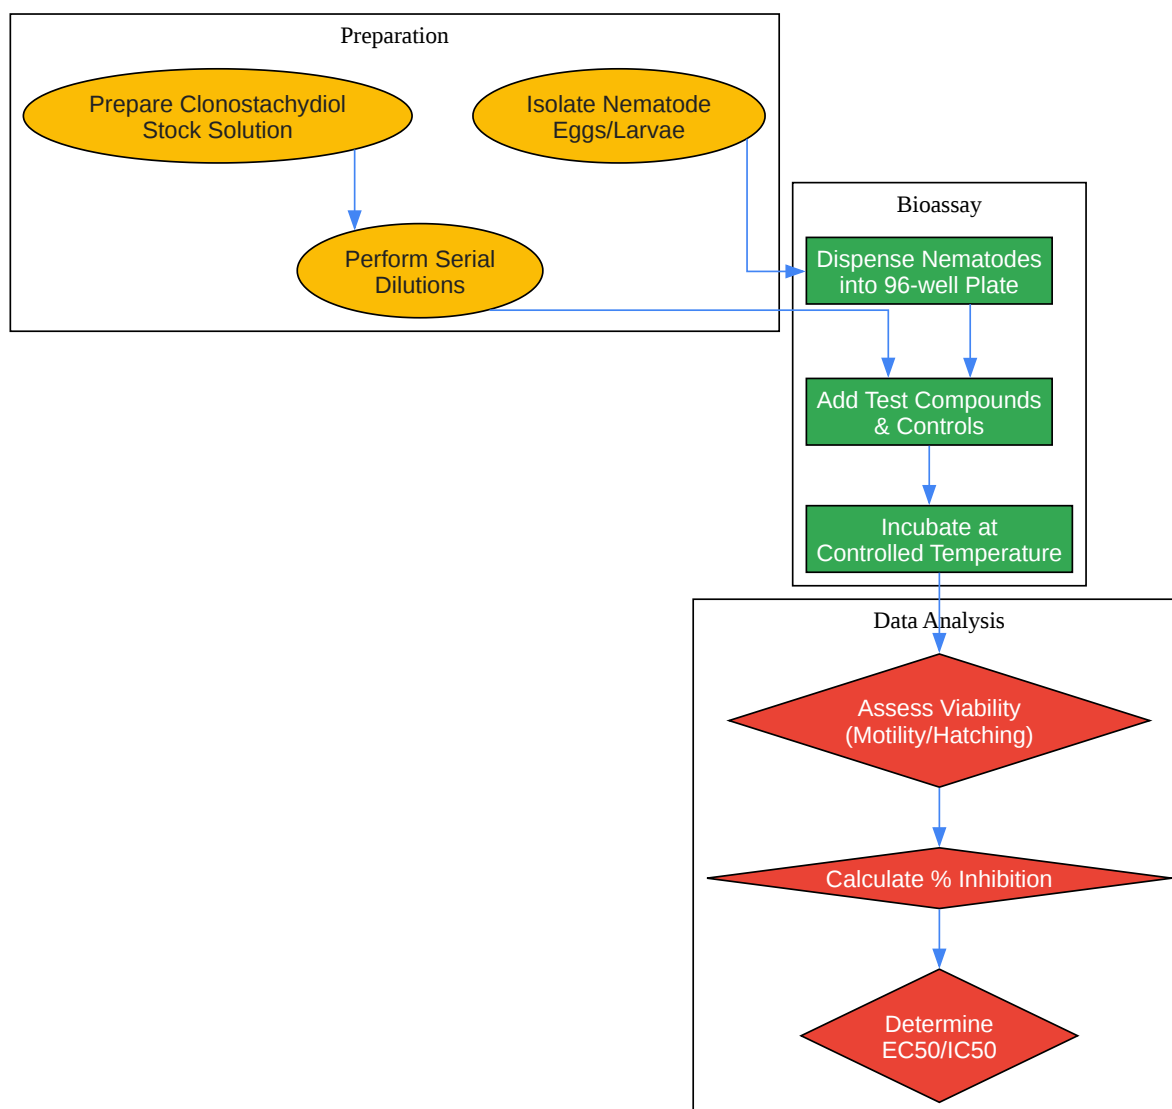 Preparation
Prepare Clonostachydiol
Stock Solution
Isolate Nematode
Eggs/Larvae
Perform Serial
Dilutions
Bioassay
Dispense Nematodes
into 96-well Plate
Add Test Compounds
& Controls
Incubate at
Controlled Temperature
Data Analysis
Assess Viability
(Motility/Hatching)
Calculate % Inhibition
Determine
EC50/IC50